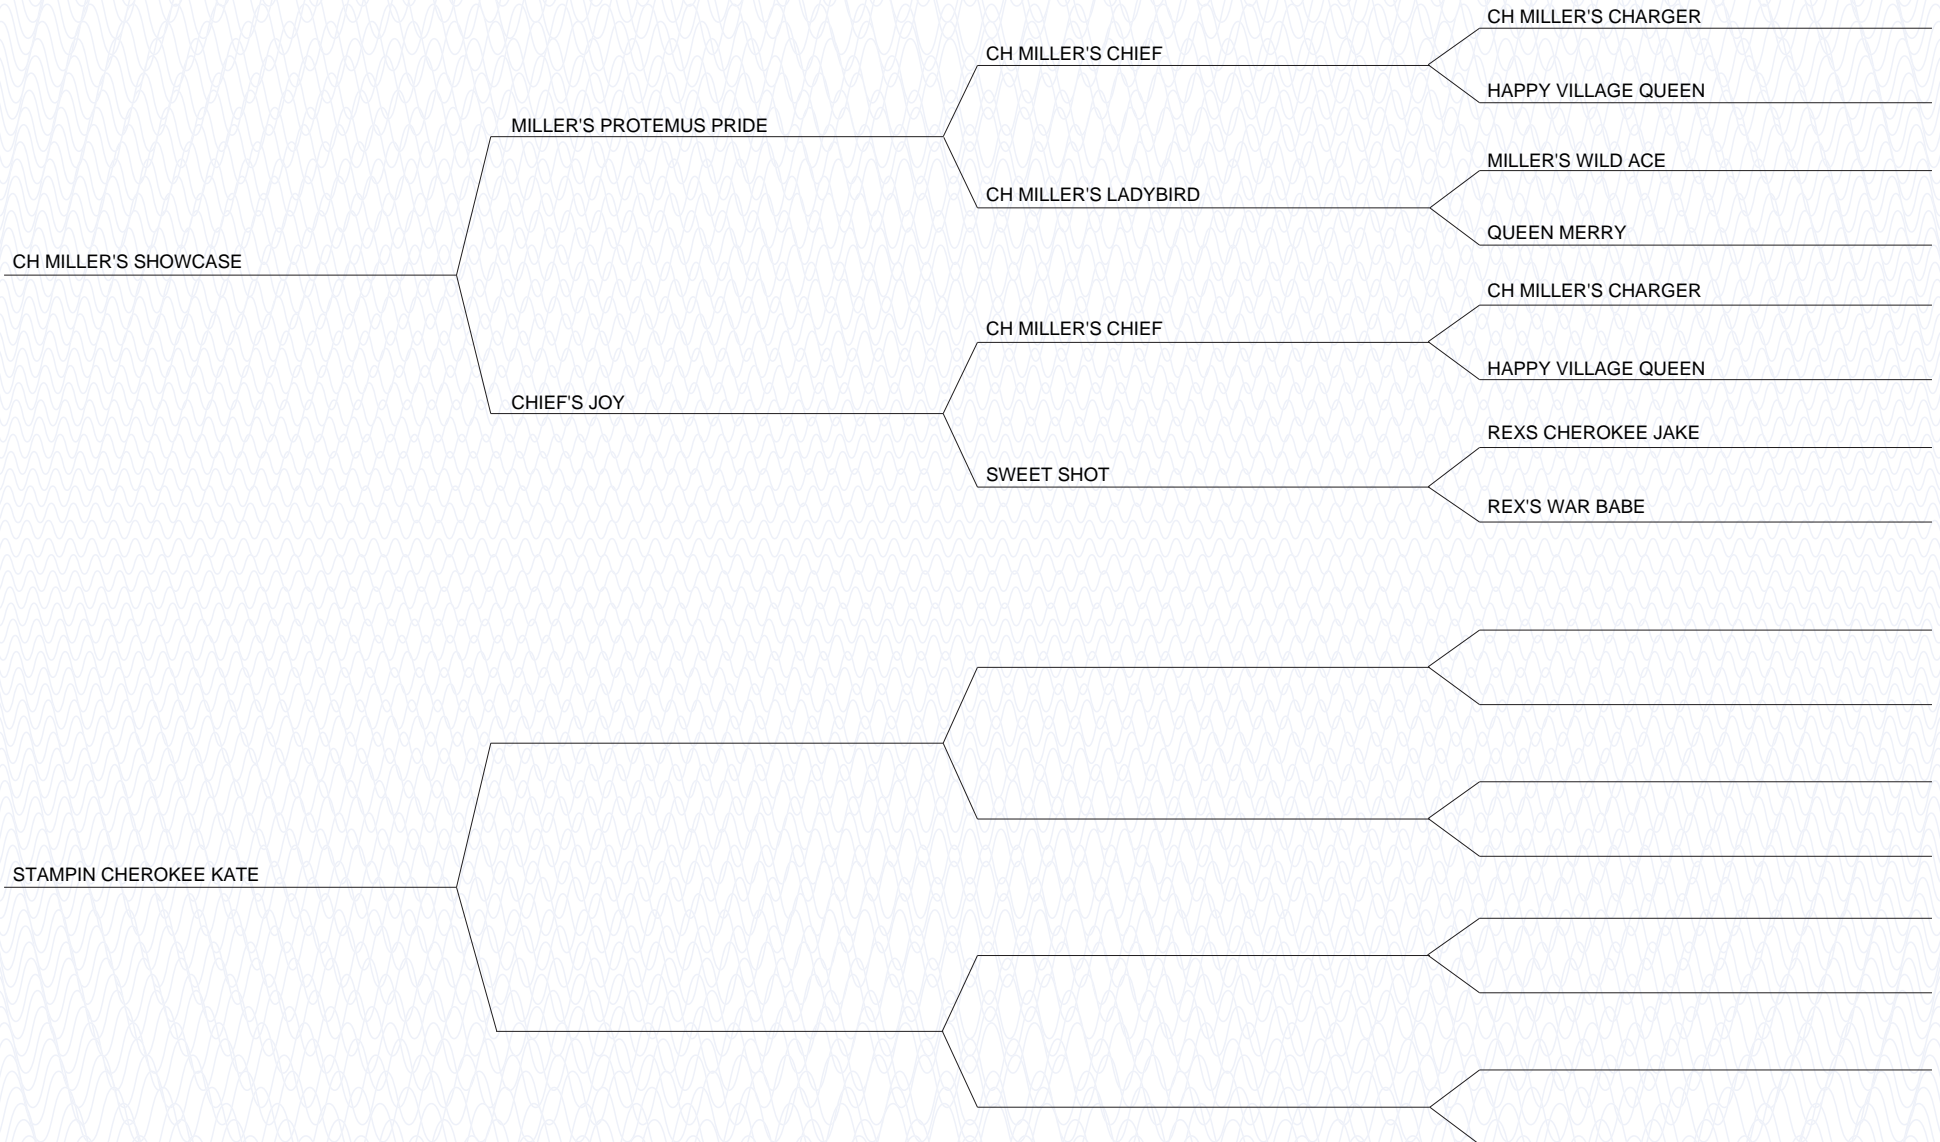 CH MILLER'S CHARGER
CH MILLER'S CHIEF
HAPPY VILLAGE QUEEN
MILLER'S PROTEMUS PRIDE
MILLER'S WILD ACE
CH MILLER'S LADYBIRD
QUEEN MERRY
CH MILLER'S SHOWCASE
CH MILLER'S CHARGER
CH MILLER'S CHIEF
HAPPY VILLAGE QUEEN
CHIEF'S JOY
REXS CHEROKEE JAKE
SWEET SHOT
REX'S WAR BABE
STAMPIN CHEROKEE KATE